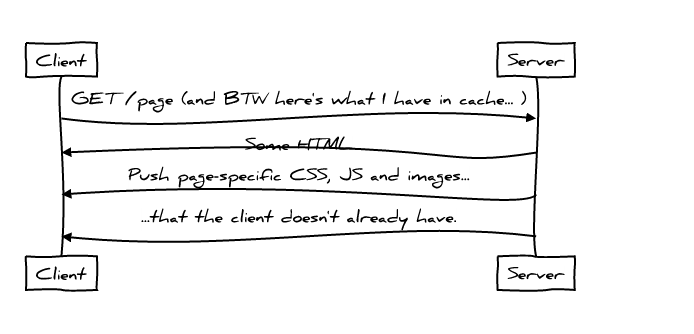 Client
Server
GET /page (and BTW here's what I have in cache... )
Some HTML
Push page-specific CSS, JS and images...
...that the client doesn't already have.
Client
Server